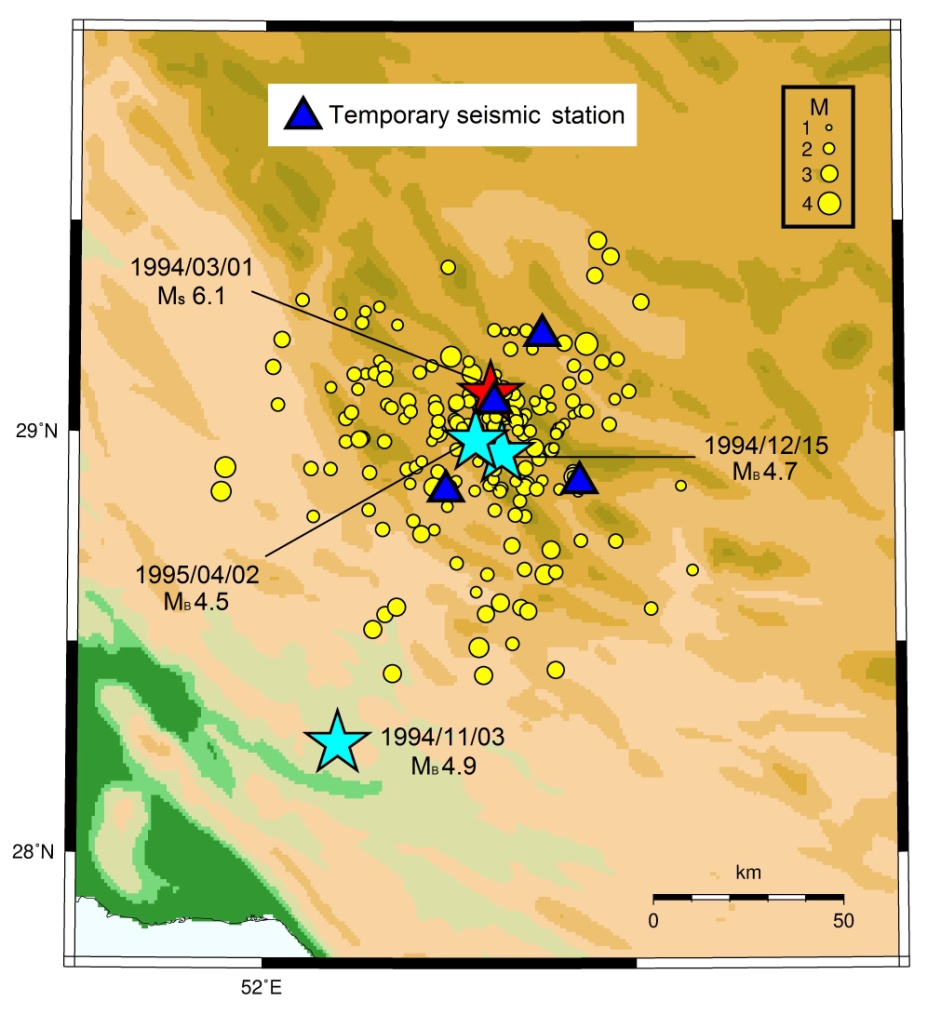 Temporary seismic station
M
1
2
3
4
1994/03/01
Ms 6.1
29°N
1994/12/15
MB 4.7
1995/04/02
MB 4.5
1994/11/03
MB 4.9
28°N
km
0 50
52°E